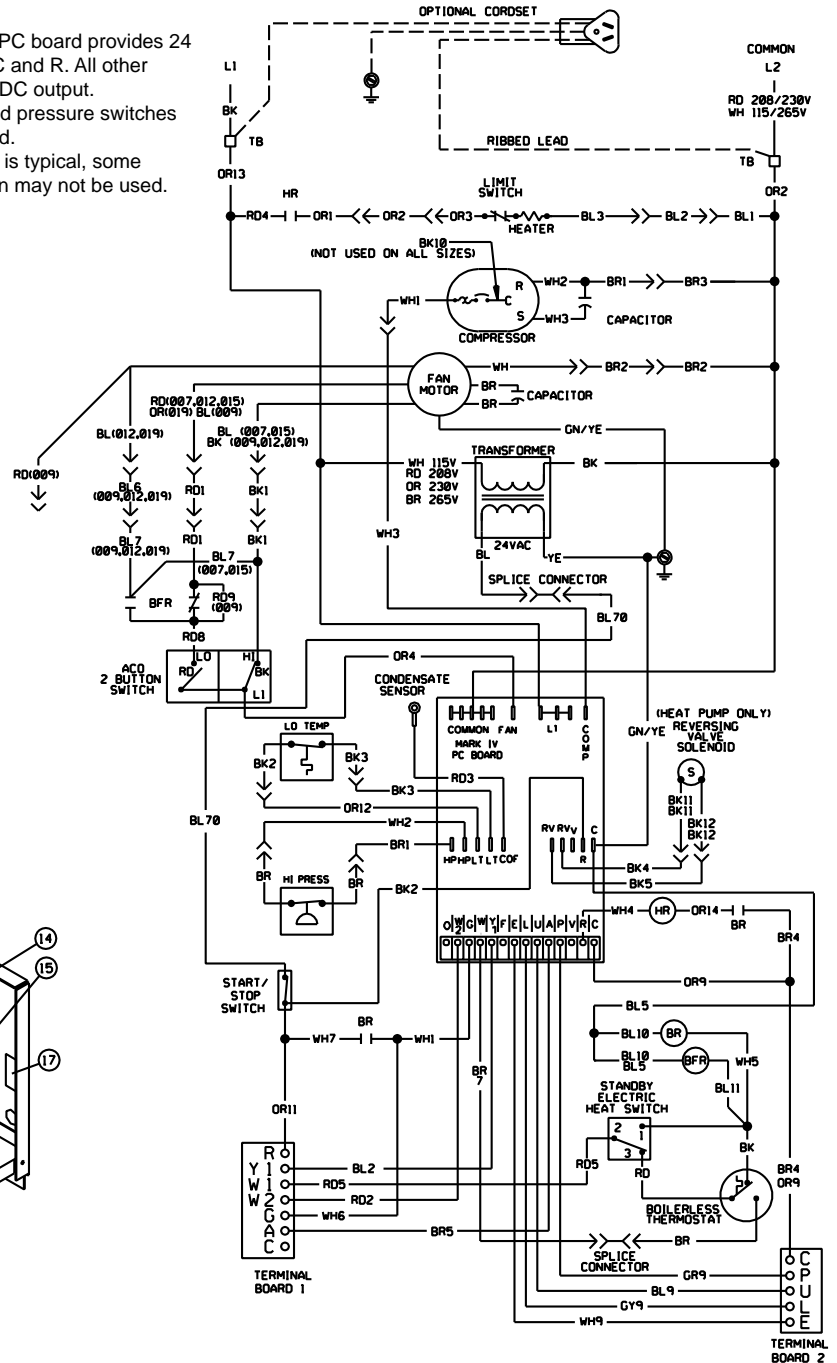 PC board provides 24
C and R. All other
DC output.
d pressure switches
d.
is typical, some
n may not be used.
OPTIONAL CORDSET
L1
COMMON
L2
RD 208/230V
WH 115/265V
BK
TB
RIBBED LEAD
TB
OR13
OR2
HR
LIMIT
SWITCH
RD4
OR1
OR2
OR3
HEATER
BL3
BL2
BL1
BK10
(NOT USED ON ALL SIZES)
WH1
R
C
S
WH2
BR1
BR3
WH3
CAPACITOR
COMPRESSOR
FAN
MOTOR
WH
BR2
BR2
BR
BR
CAPACITOR
GN/YE
RD(007,012,015)
OR(019) BL(009)
BL (007,015)
BK (009,012,019)
BL(012,019)
RD(009)
BL6
(009,012,019)
RD1
BK1
BL7
(009,012,019)
RD1
BK1
BL7
(007,015)
BFR
RD9
(009)
RD8
TRANSFORMER
WH 115V
RD 208V
OR 230V
BR 265V
BK
24VAC
BL
YE
WH3
SPLICE CONNECTOR
BL70
ACO
2 BUTTON
SWITCH
LO
RD
HI
BK
L1
OR4
CONDENSATE
SENSOR
COMMON FAN
L1
COMP
MARK IV
PC BOARD
GN/YE
(HEAT PUMP ONLY)
REVERSING
VALVE
SOLENOID
S
LO TEMP
BK2
BK3
RD3
BK3
OR12
BL70
WH2
BR1
HP HP LT LT COF
RV RV V R C
BK11
BK11
BK12
BK12
BK4
BK5
BR
HI PRESS
BR
BK2
O W2 G W Y1 F E L U A P V R C
WH4
HR
OR14
BR
BR4
OR9
START/
STOP
SWITCH
WH7
BR
WH1
BL5
BL10
BR
BL10
BL5
BFR
WH5
BL11
BR
7
STANDBY
ELECTRIC
HEAT SWITCH
2
1
3
BK
OR11
RD5
RD
BR4
OR9
BOILERLESS
THERMOSTAT
R
Y1
BL2
W1
RD5
W2
RD2
G
WH6
A
BR5
C
BR
SPLICE
CONNECTOR
TERMINAL
BOARD 1
C
GR9
P
BL9
U
GY9
L
WH9
E
TERMINAL
BOARD 2
14
15
17